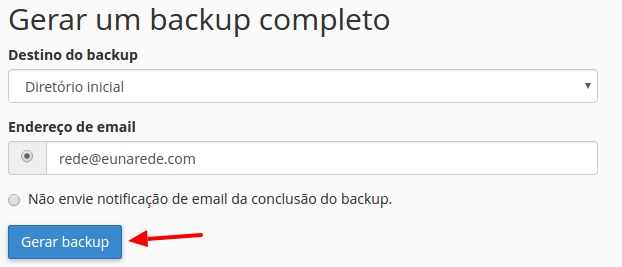 Gerar um backup completo
Destino do backup
Diretório inicial
Endereço de email
rede@eunarede.com
Não envie notificação de email da conclusão do backup.
Gerar backup